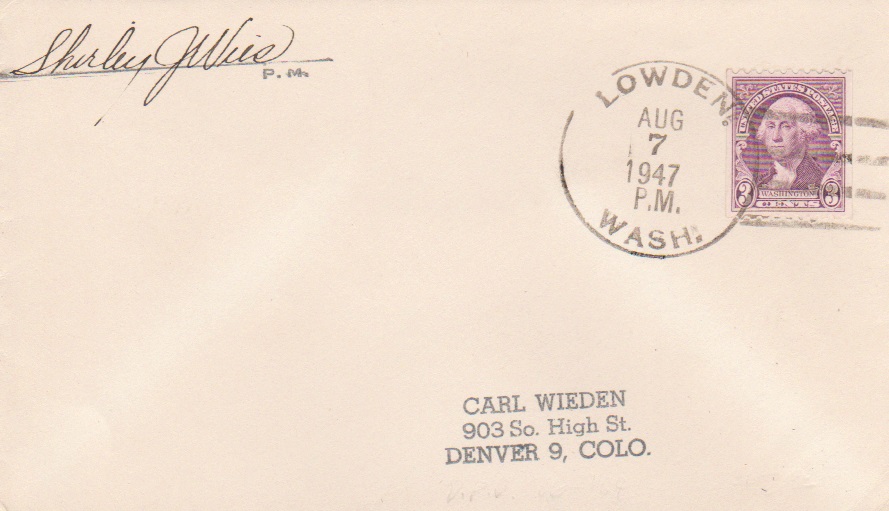 Shirley J Wies
P.M.
LOWDEN.
AUG
7
1947
P.M.
WASH.
UNITED STATES POSTAGE
3 WASHINGTON 3
CENTS
CARL WIEDEN
903 So. High St.
DENVER 9, COLO.